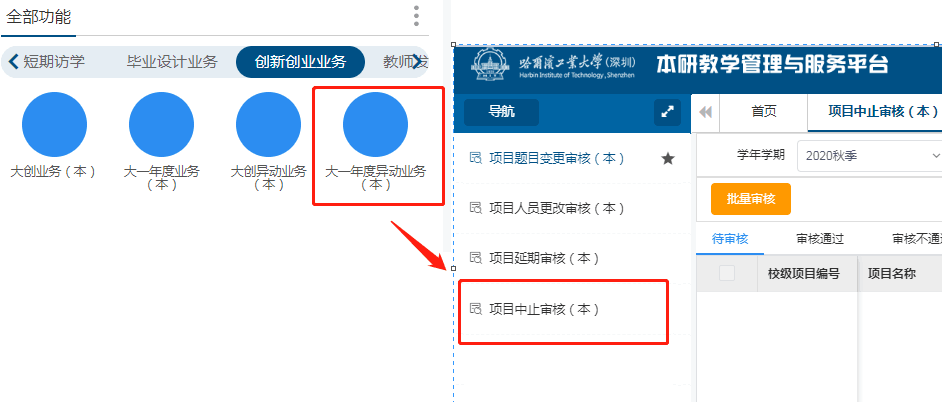 全部功能
短期访学
毕业设计业务
创新创业业务
教师发
大创业务（本）
大一年度业务
（本）
大创异动业务
（本）
大一年度异动业务
（本）
哈尔滨工业大学(深圳)
Harbin Institute of Technology, Shenzhen
本研教学管理与服务平台
导航
首页
项目中止审核（本）
项目题目变更审核（本）
项目人员更改审核（本）
项目延期审核（本）
项目中止审核（本）
学年学期
2020秋季
批量审核
待审核
审核通过
审核不通
校级项目编号
项目名称